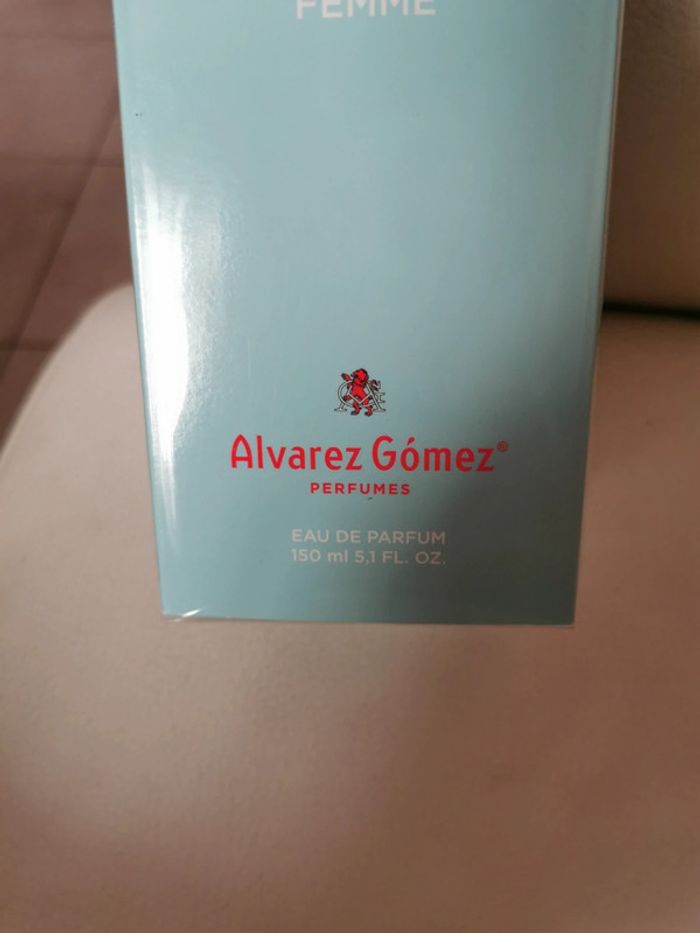 FEMME
Alvarez Gómez®
PERFUMES
EAU DE PARFUM
150 ml 5,1 FL. OZ.